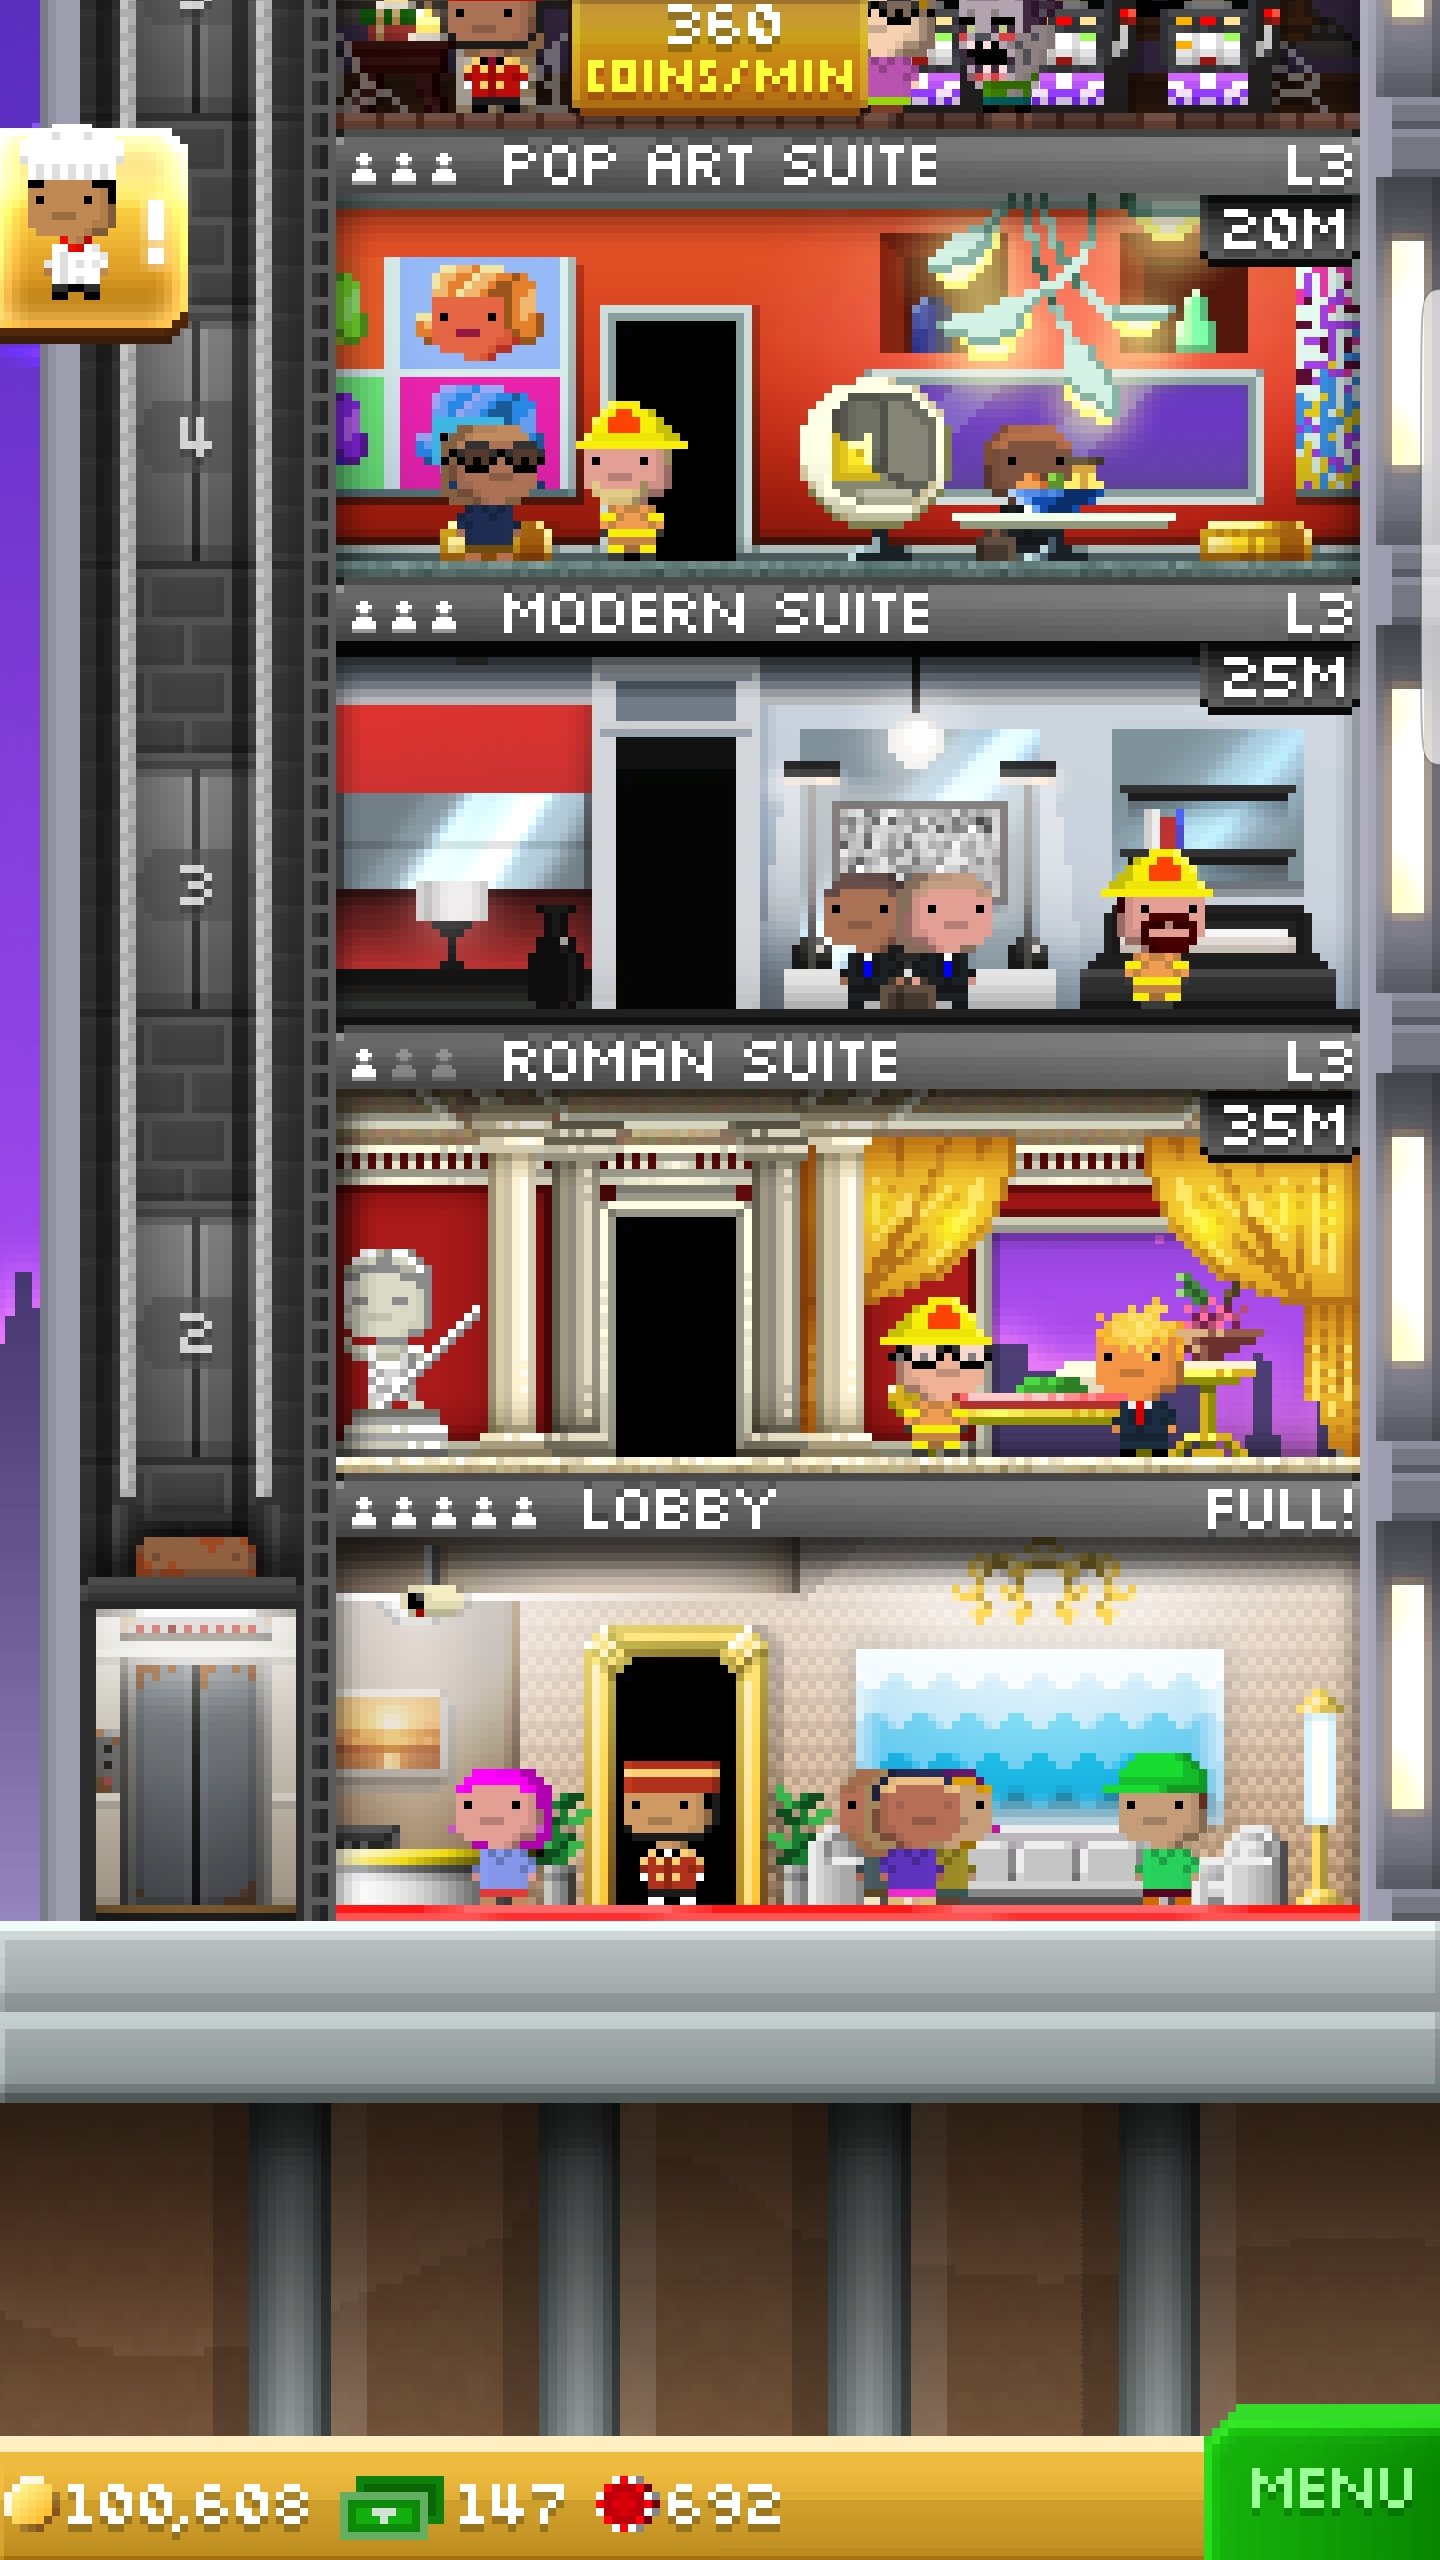 360
COINS/MIN
POP ART SUITE L3
20M
!
4
MODERN SUITE L3
25M
3
ROMAN SUITE L3
35M
2
LOBBY FULL!
100,608 147 692
MENU